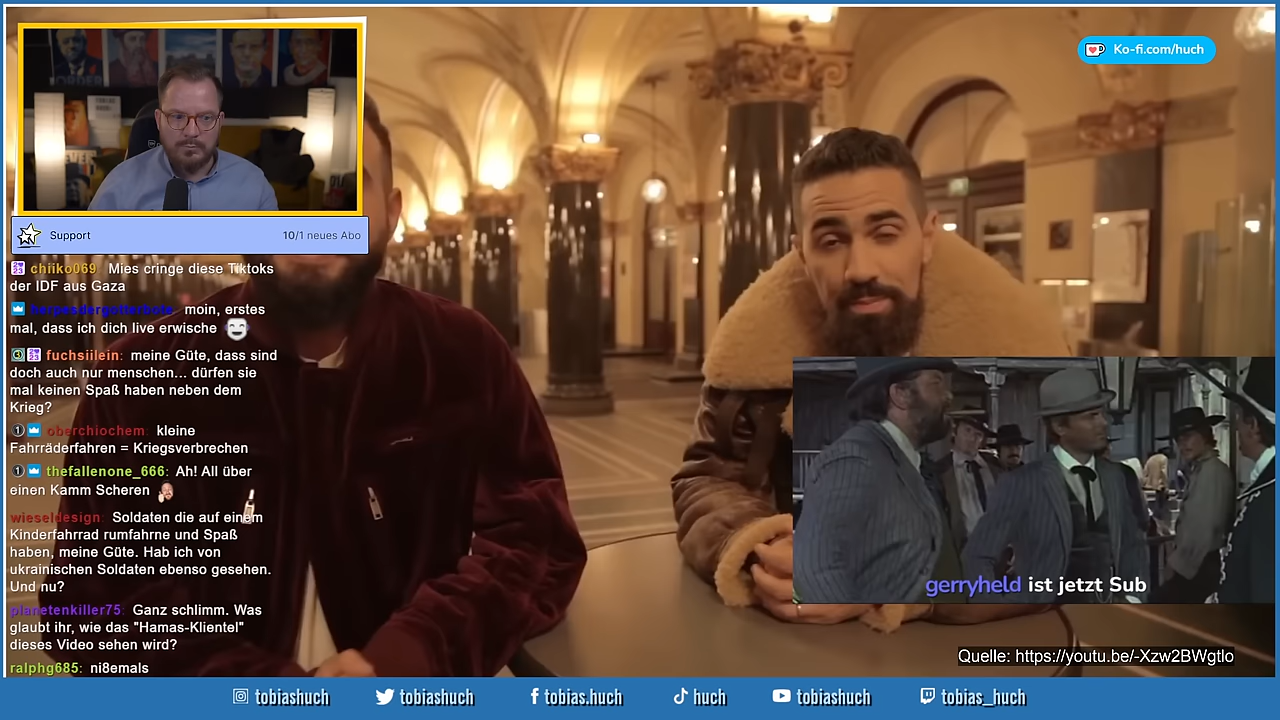 Ko-fi.com/huch
Support
10/1 neues Abo
chiiko069 Mies cringe diese Tiktoks
der IDF aus Gaza
herpesdergotterbote moin, erstes
mal, dass ich dich live erwische
fuchsiilein: meine Güte, dass sind
doch auch nur menschen... dürfen sie
mal keinen Spaß haben neben dem
Krieg?
oberchiochem: kleine
Fahrräderfahren = Kriegsverbrechen
thefallenone_666: Ah! All über
einen Kamm Scheren
wieseldesign: Soldaten die auf einem
Kinderfahrrad rumfahrne und Spaß
haben, meine Güte. Hab ich von
ukrainischen Soldaten ebenso gesehen.
Und nu?
planetenkiller75: Ganz schlimm. Was
glaubt ihr, wie das "Hamas-Klientel"
dieses Video sehen wird?
ralphg685: ni8emals
gerryheld ist jetzt Sub
Quelle: https://youtu.be/-Xzw2BWgtlo
tobiashuch
tobiashuch
tobias.huch
huch
tobiashuch
tobias_huch